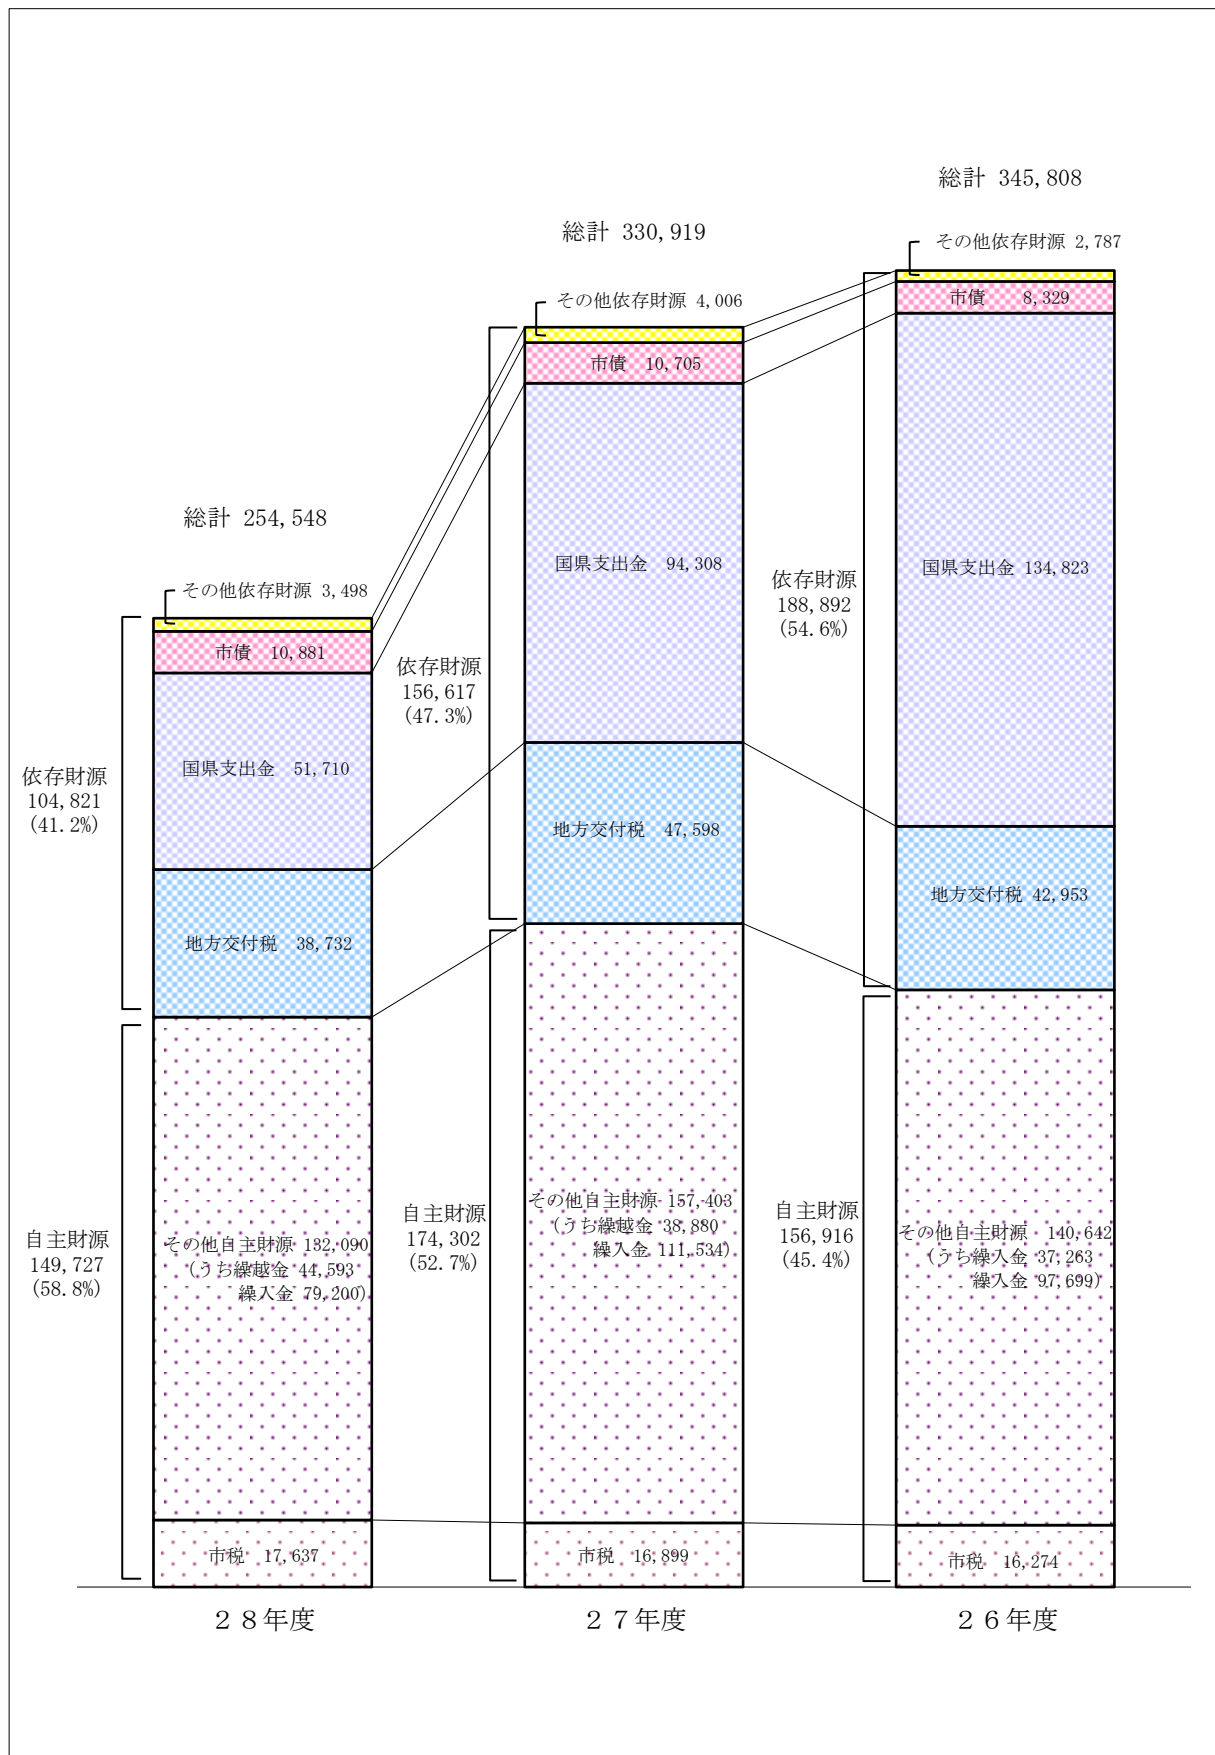 総計 254,548
その他依存財源 3,498
市債　10,881
国県支出金　51,710
地方交付税　38,732
依存財源
104,821
(41.2%)
その他自主財源 132,090
(うち繰越金 44,593
繰入金 79,200)
自主財源
149,727
(58.8%)
市税　17,637
２８年度
総計 330,919
その他依存財源 4,006
市債　10,705
国県支出金　94,308
地方交付税　47,598
依存財源
156,617
(47.3%)
その他自主財源 157,403
(うち繰越金 38,880
繰入金 111,534)
自主財源
174,302
(52.7%)
市税　16,899
２７年度
総計 345,808
その他依存財源 2,787
市債　　8,329
国県支出金 134,823
地方交付税 42,953
依存財源
188,892
(54.6%)
その他自主財源　140,642
(うち繰入金 37,263
繰入金 97,699)
自主財源
156,916
(45.4%)
市税　16,274
２６年度